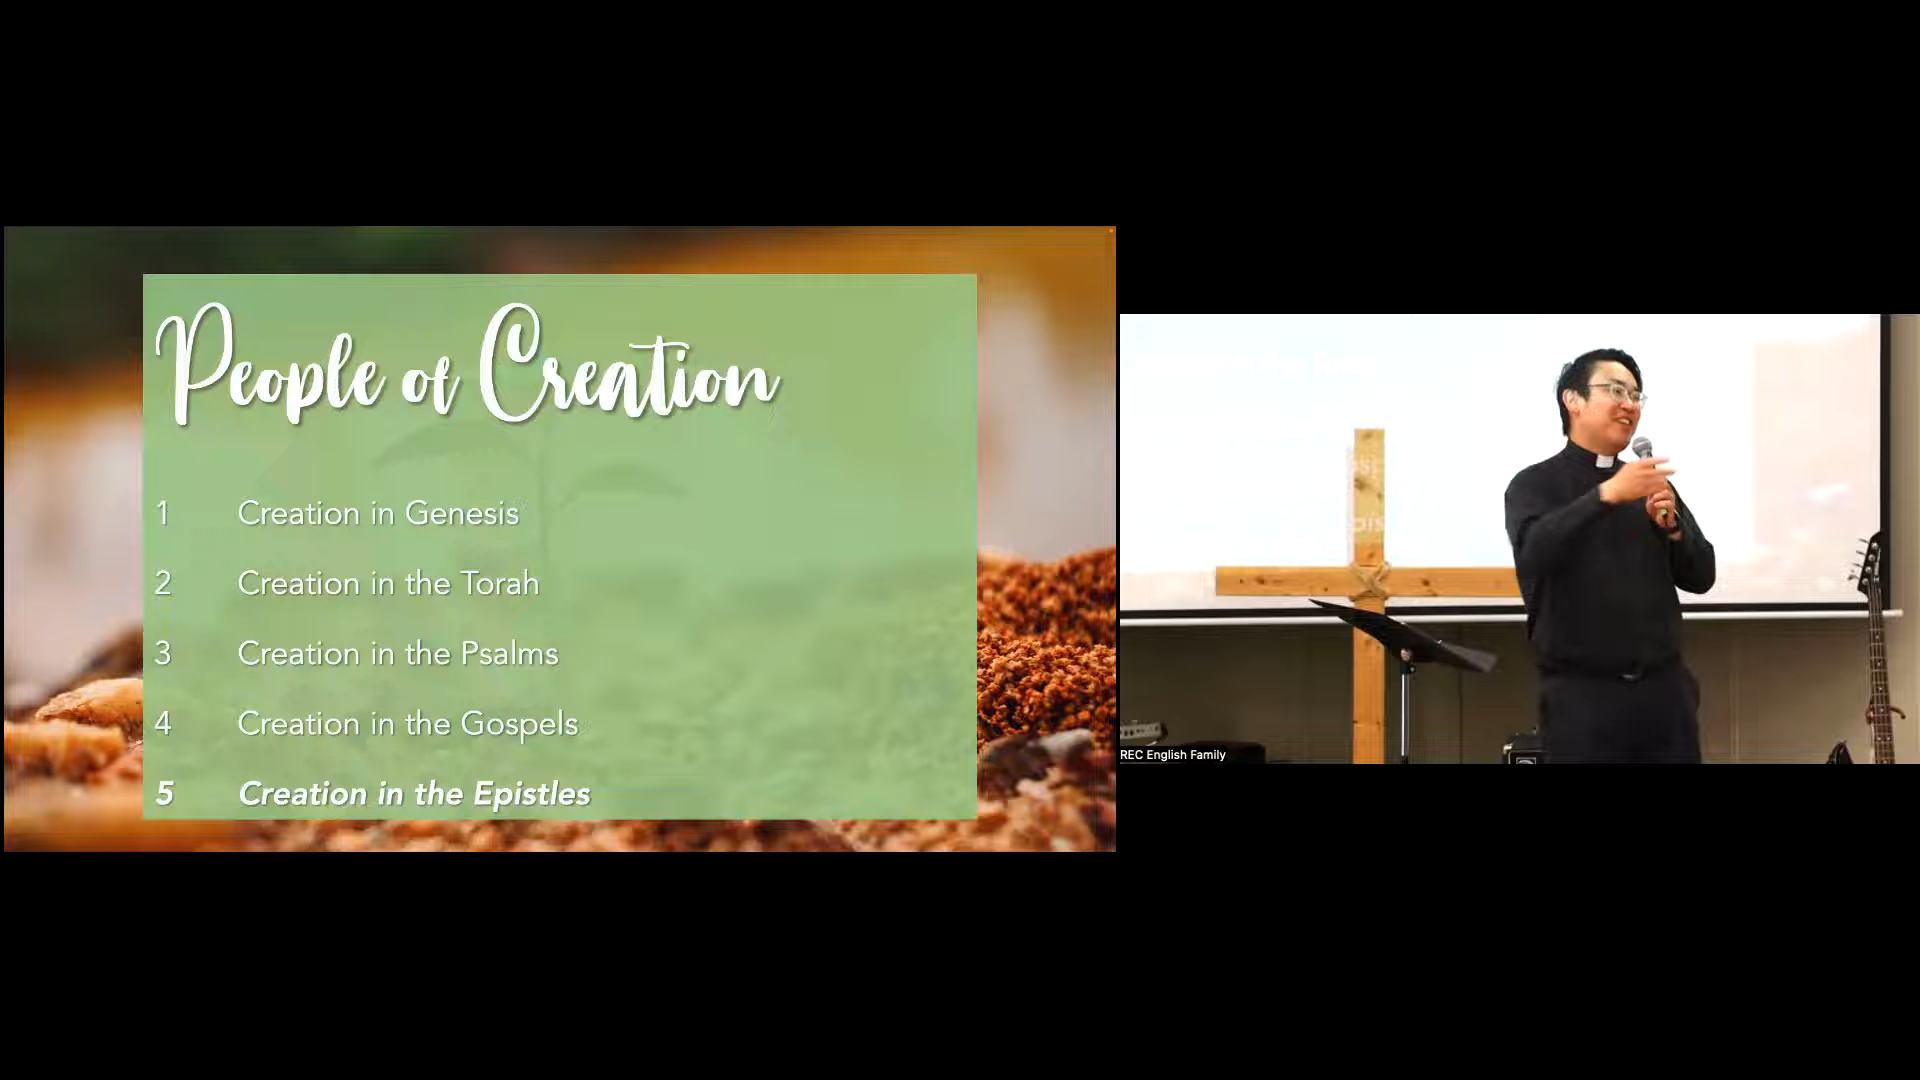 People of Creation
1 Creation in Genesis
2 Creation in the Torah
3 Creation in the Psalms
4 Creation in the Gospels
5 Creation in the Epistles
REC English Family